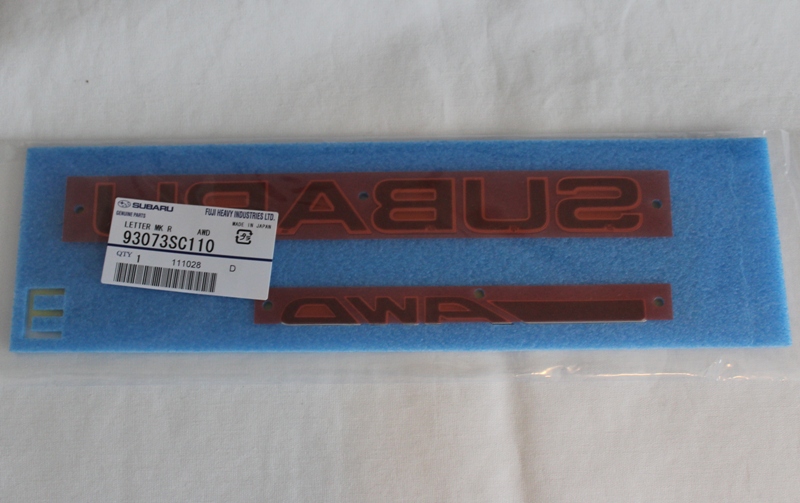 SUBARU
SUBARU
GENUINE PARTS
FUJI HEAVY INDUSTRIES LTD.
MADE IN JAPAN
LETTER MK R AWD
93073SC110
QTY 1 111028 D
AWD
E